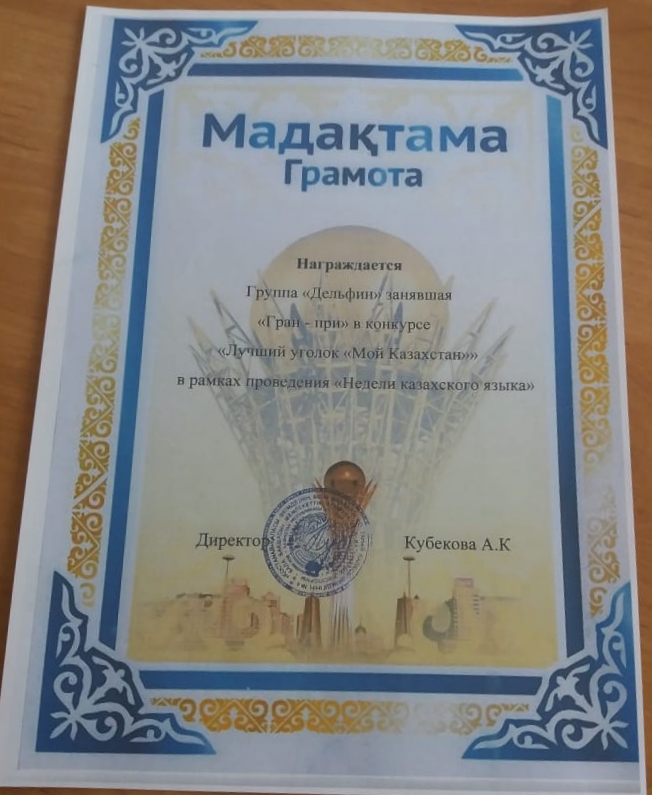 Мадақтама
Грамота
Награждается
Группа «Дельфин» занявшая
«Гран - при» в конкурсе
«Лучший уголок «Мой Казахстан»»
в рамках проведения «Недели казахского языка»
Директор Кубекова А.К